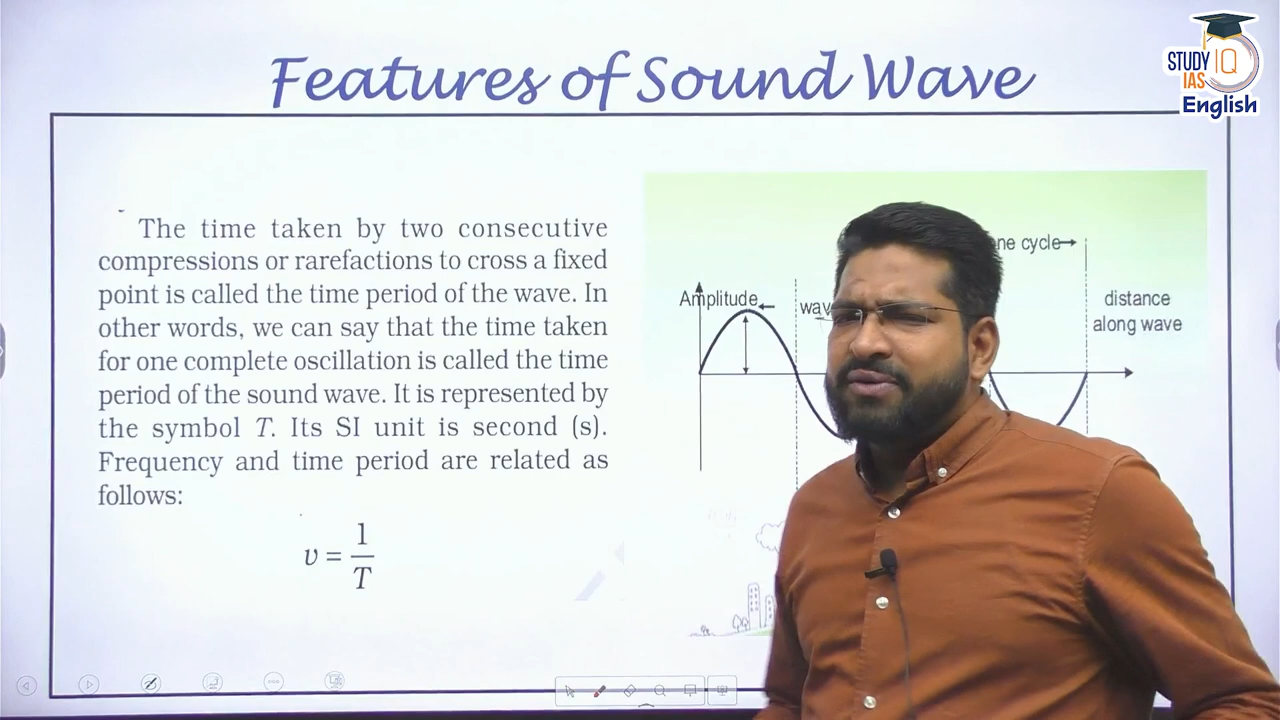 Features of Sound Wave
STUDY IQ
IAS
English
The time taken by two consecutive
compressions or rarefactions to cross a fixed
point is called the time period of the wave. In
other words, we can say that the time taken
for one complete oscillation is called the time
period of the sound wave. It is represented by
the symbol T. Its SI unit is second (s).
Frequency and time period are related as
follows:
υ = 1/T
cycle
Amplitude
distance
along wave